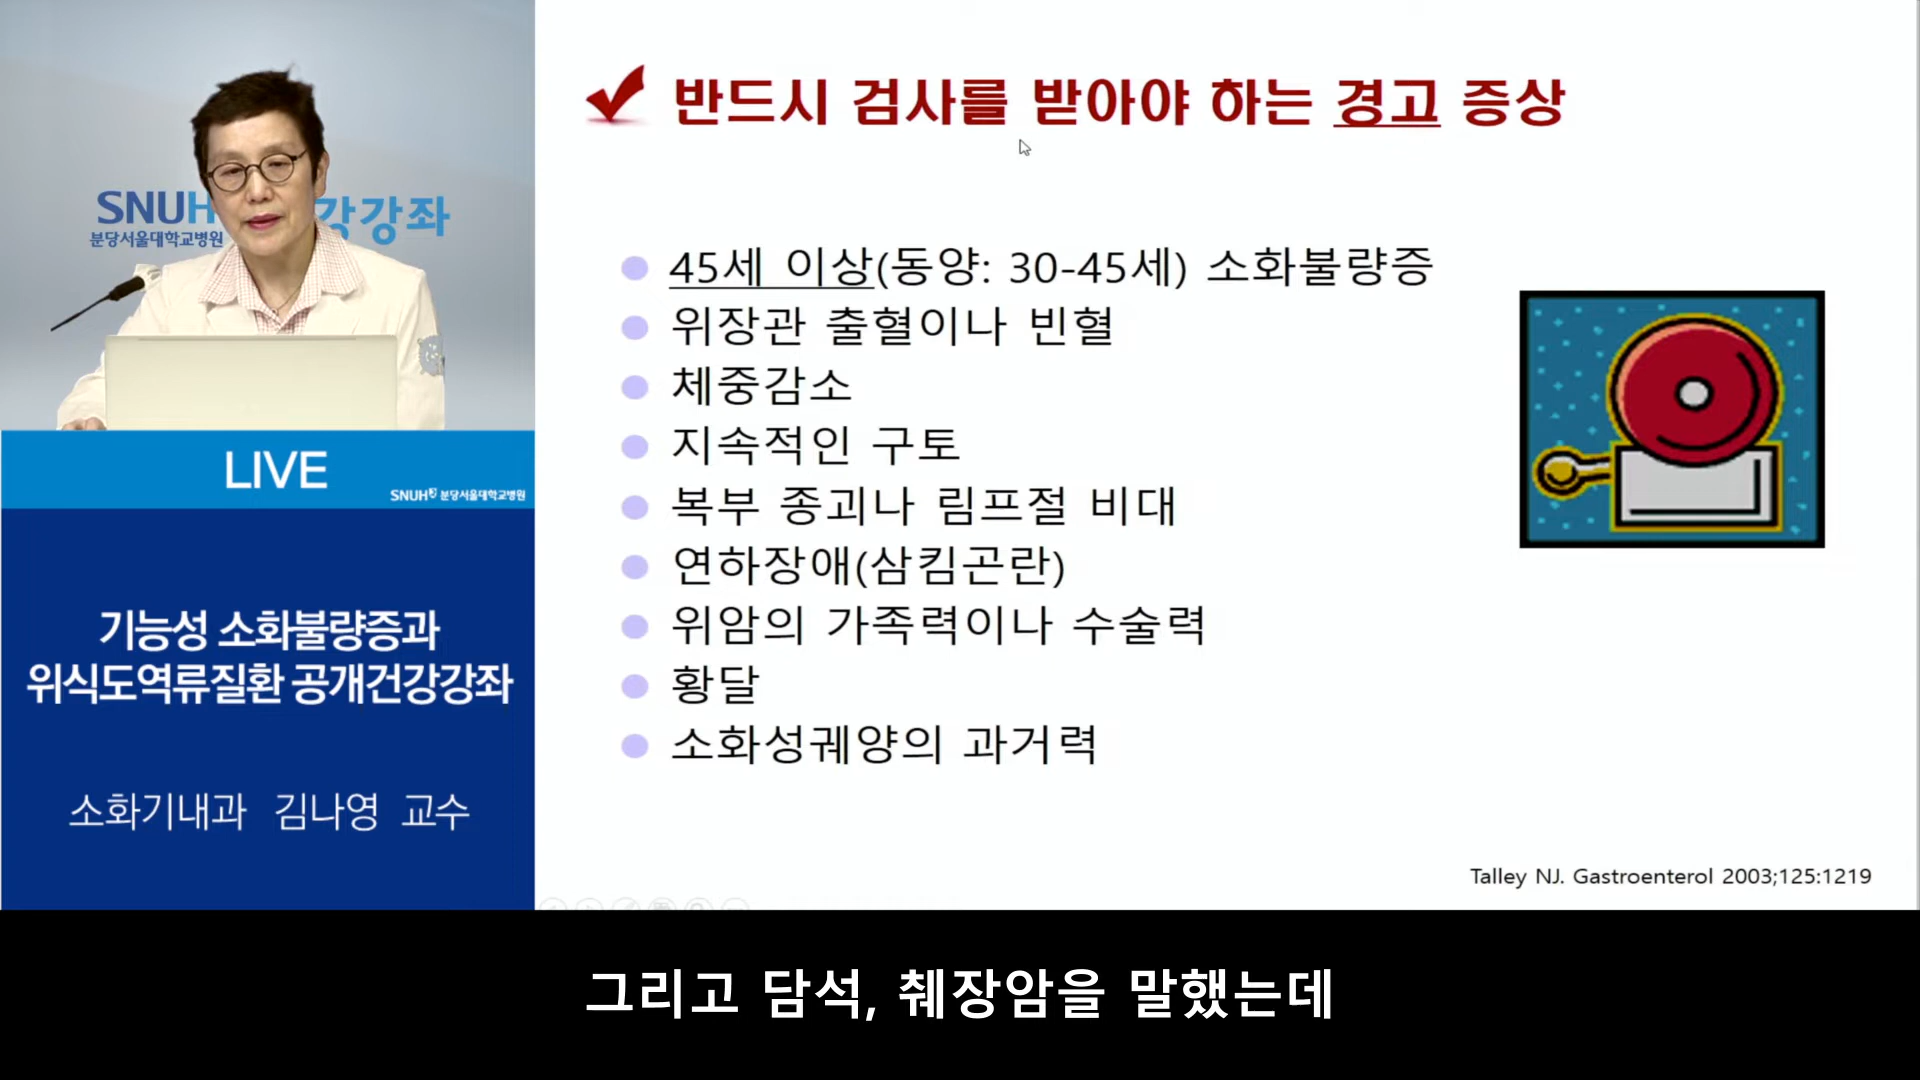 SNUH
강강좌
분당서울대학교병원
LIVE
SNUH 분당서울대학교병원
기능성 소화불량증과
위식도역류질환 공개건강강좌
소화기내과 김나영 교수
반드시 검사를 받아야 하는 경고 증상
45세 이상(동양: 30-45세) 소화불량증
위장관 출혈이나 빈혈
체중감소
지속적인 구토
복부 종괴나 림프절 비대
연하장애(삼킴곤란)
위암의 가족력이나 수술력
황달
소화성궤양의 과거력
Talley NJ. Gastroenterol 2003;125:1219
그리고 담석, 췌장암을 말했는데